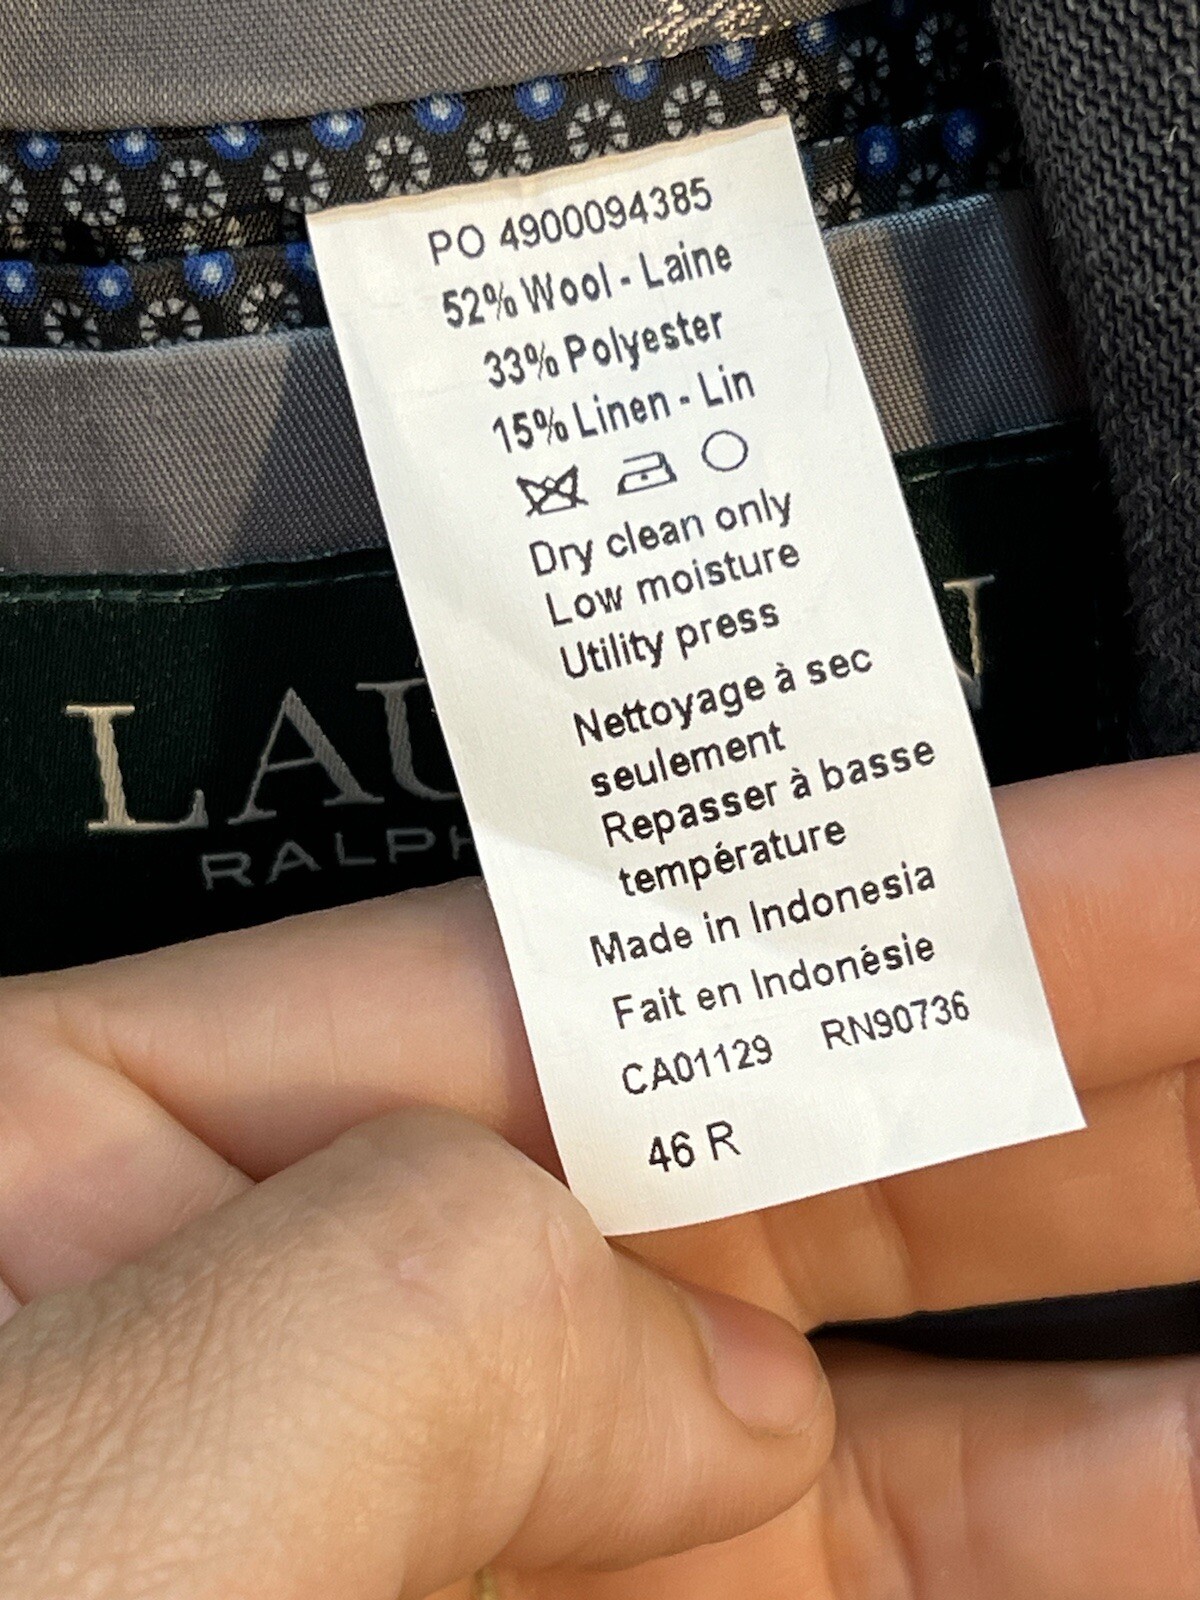 PO 4900094385
52% Wool - Laine
33% Polyester
15% Linen - Lin
Dry clean only
Low moisture
Utility press
Nettoyage à sec
seulement
Repasser à basse
température
Made in Indonesia
Fait en Indonésie
CA01129 RN90736
46 R
LAU N
RALPH